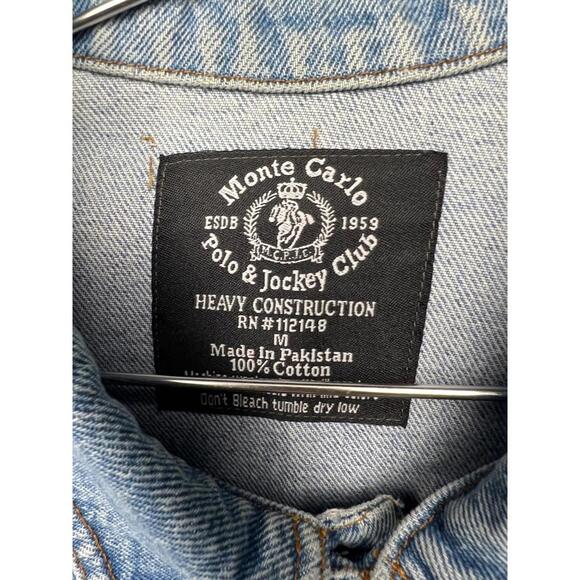 Monte Carlo
ESDB 1959
M.C.P.J.C.
Polo & Jockey Club
HEAVY CONSTRUCTION
RN#112148
M
Made in Pakistan
100% Cotton
Don't Bleach tumble dry low